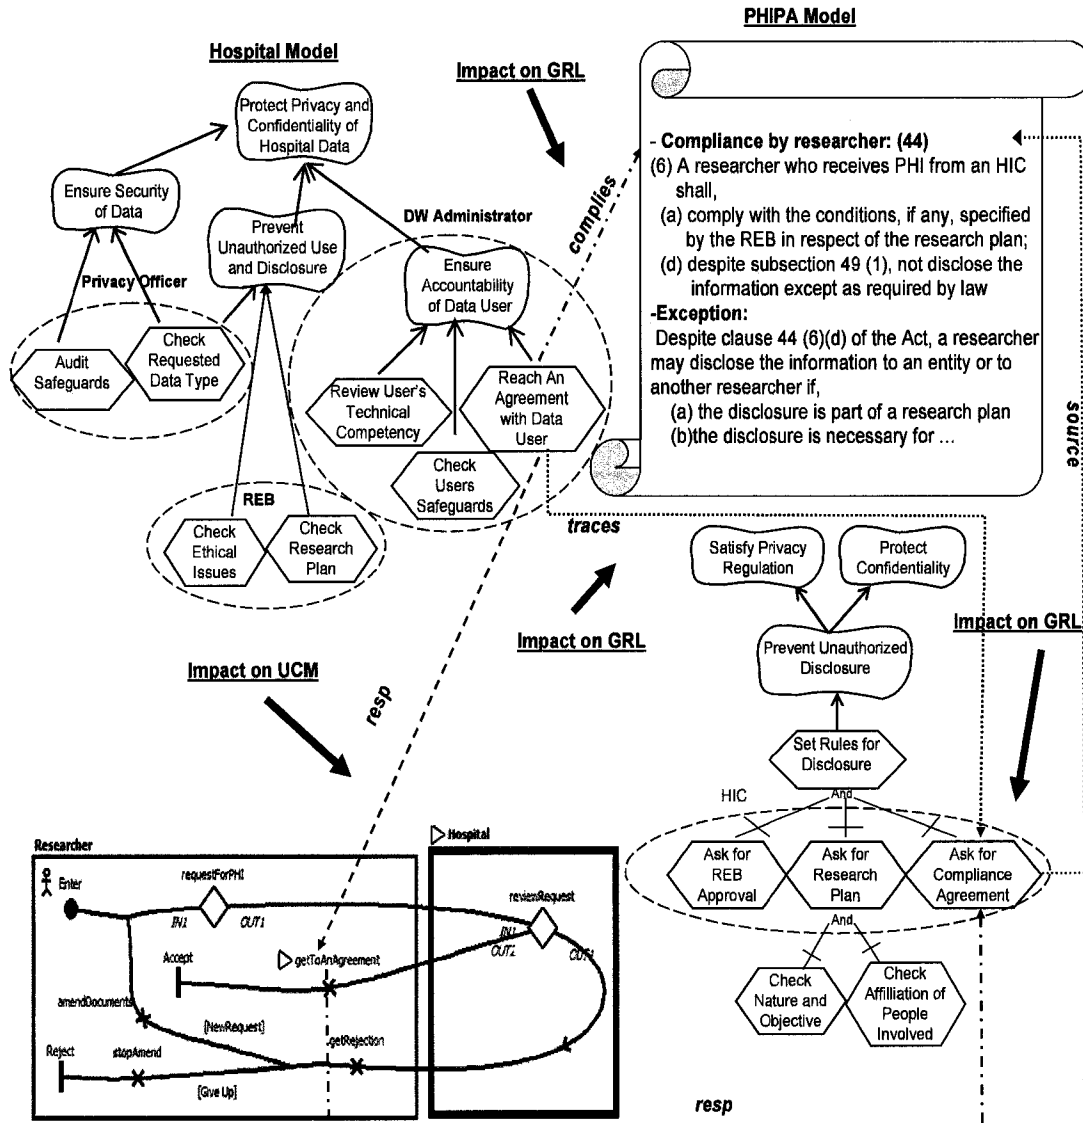 PHIPA Model
Hospital Model
Impact on GRL
Protect Privacy and
Confidentiality of
Hospital Data
Ensure Security
of Data
Prevent
Unauthorized Use
and Disclosure
DW Administrator
Ensure
Accountability
of Data User
Privacy Officer
Audit
Safeguards
Check
Requested
Data Type
Review User's
Technical
Competency
Reach An
Agreement
with Data
User
Check
Users
Safeguards
REB
Check
Ethical
Issues
Check
Research
Plan
complies
- Compliance by researcher: (44)
(6) A researcher who receives PHI from an HIC
shall,
(a) comply with the conditions, if any, specified
by the REB in respect of the research plan;
(d) despite subsection 49 (1), not disclose the
information except as required by law
-Exception:
Despite clause 44 (6)(d) of the Act, a researcher
may disclose the information to an entity or to
another researcher if,
(a) the disclosure is part of a research plan
(b)the disclosure is necessary for ...
source
traces
Satisfy Privacy
Regulation
Protect
Confidentiality
Impact on GRL
Impact on GRL
Impact on UCM
resp
Prevent Unauthorized
Disclosure
Set Rules for
Disclosure
And
HIC
Ask for
REB
Approval
Ask for
Research
Plan
Ask for
Compliance
Agreement
And
Check
Nature and
Objective
Check
Affilliation of
People
Involved
resp
Researcher
Enter
requestForPHI
IN1
OUT1
Hospital
reviewRequest
IN1
OUT2
OUT1
Accept
getToAnAgreement
amendDocuments
[NewRequest]
getRejection
Reject
stopAmend
[Give Up]